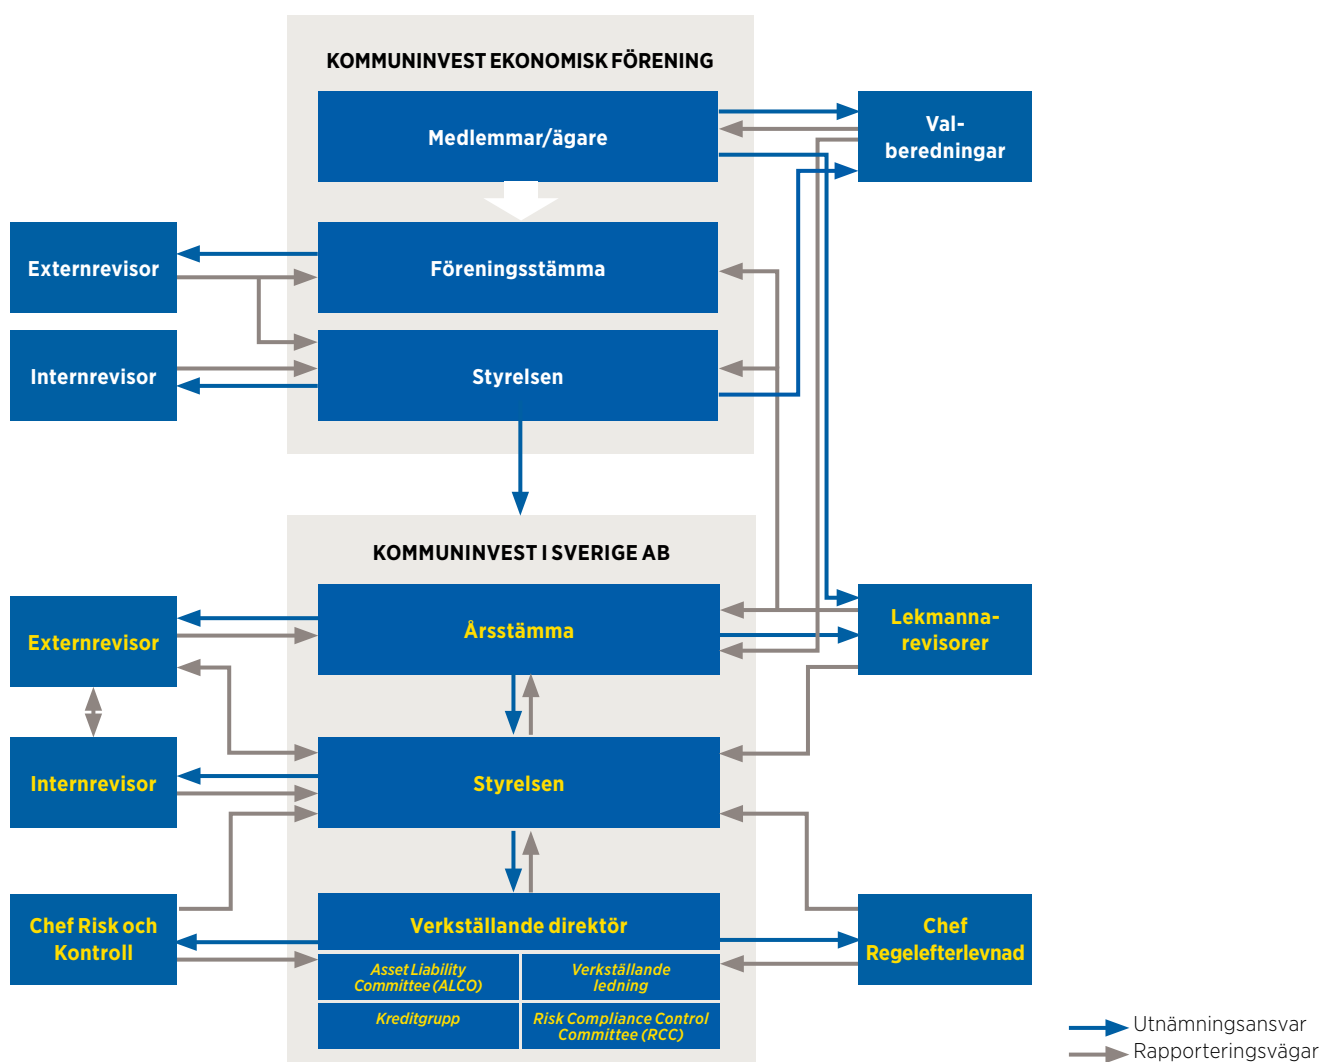 KOMMUNINVEST EKONOMISK FÖRENING
Medlemmar/ägare
Val-
beredningar
Externrevisor
Föreningsstämma
Internrevisor
Styrelsen
KOMMUNINVEST I SVERIGE AB
Externrevisor
Årsstämma
Lekmanna-
revisorer
Internrevisor
Styrelsen
Chef Risk och
Kontroll
Verkställande direktör
Chef
Regelefterlevnad
Asset Liability
Committee (ALCO)
Verkställande
ledning
Kreditgrupp
Risk Compliance Control
Committee (RCC)
Utnämningsansvar
Rapporteringsvägar